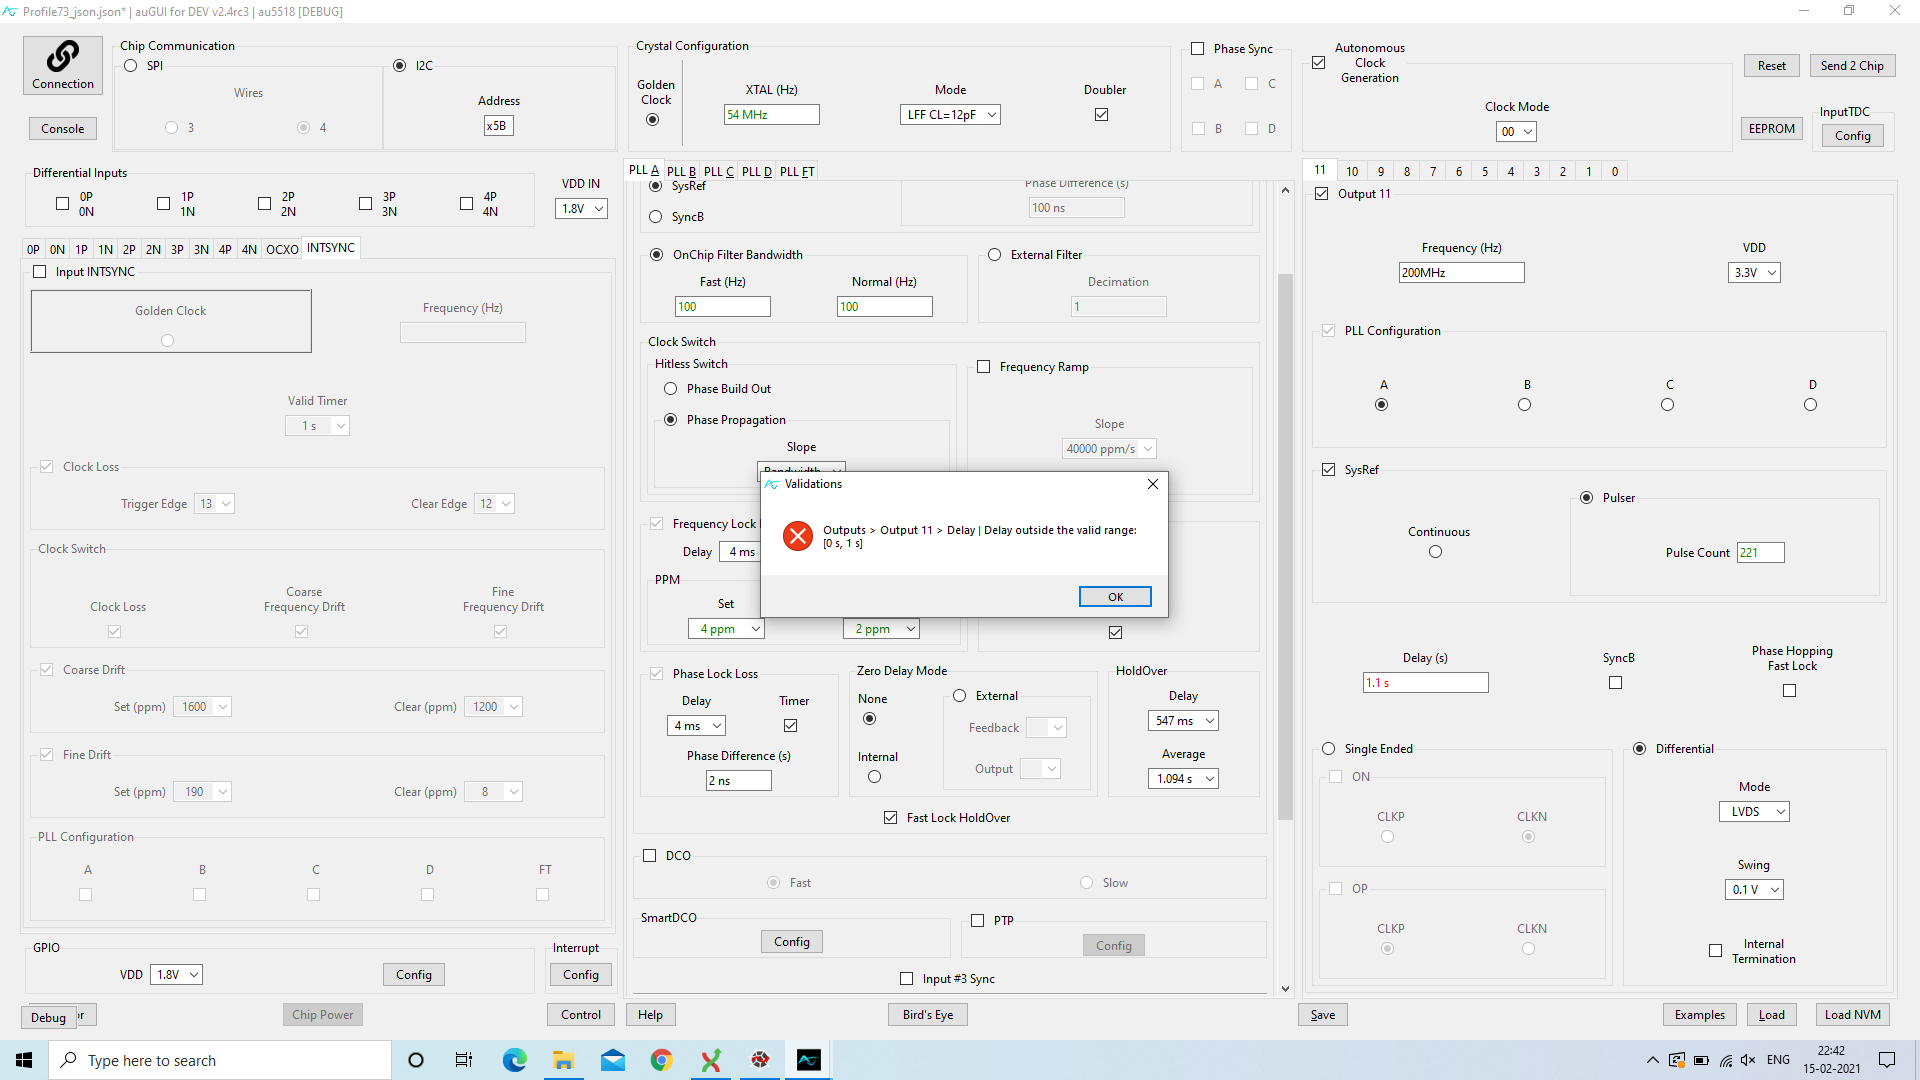 Profile73_json.json* | auGUI for DEV v2.4rc3 | au5518 [DEBUG]
Connection
Console
Chip Communication
SPI
Wires
3
4
I2C
Address
x5B
Crystal Configuration
Golden
Clock
XTAL (Hz)
54 MHz
Mode
LFF CL=12pF
Doubler
Phase Sync
A
C
B
D
Autonomous
Clock
Generation
Clock Mode
00
Reset
Send 2 Chip
EEPROM
InputTDC
Config
Differential Inputs
0P
0N
1P
1N
2P
2N
3P
3N
4P
4N
VDD IN
1.8V
0P 0N 1P 1N 2P 2N 3P 3N 4P 4N OCXO INTSYNC
Input INTSYNC
Golden Clock
Frequency (Hz)
Valid Timer
1 s
Clock Loss
Trigger Edge 13
Clear Edge 12
Clock Switch
Clock Loss
Coarse
Frequency Drift
Fine
Frequency Drift
Coarse Drift
Set (ppm) 1600
Clear (ppm) 1200
Fine Drift
Set (ppm) 190
Clear (ppm) 8
PLL Configuration
A B C D FT
GPIO
VDD 1.8V
Config
Interrupt
Config
PLL A PLL B PLL C PLL D PLL FT
SysRef
SyncB
Phase Difference (s)
100 ns
OnChip Filter Bandwidth
Fast (Hz)
100
Normal (Hz)
100
External Filter
Decimation
1
Clock Switch
Hitless Switch
Phase Build Out
Phase Propagation
Slope
Bandwidth
Frequency Ramp
Slope
40000 ppm/s
Frequency Lock
Delay 4 ms
PPM
Set
4 ppm
2 ppm
Validations
Outputs > Output 11 > Delay | Delay outside the valid range:
[0 s, 1 s]
OK
Phase Lock Loss
Delay
4 ms
Timer
Phase Difference (s)
2 ns
Zero Delay Mode
None
Internal
External
Feedback
Output
HoldOver
Delay
547 ms
Average
1.094 s
Fast Lock HoldOver
DCO
Fast
Slow
SmartDCO
Config
PTP
Config
Input #3 Sync
11 10 9 8 7 6 5 4 3 2 1 0
Output 11
Frequency (Hz)
200MHz
VDD
3.3V
PLL Configuration
A B C D
SysRef
Continuous
Pulser
Pulse Count 221
Delay (s)
1.1 s
SyncB
Phase Hopping
Fast Lock
Single Ended
ON
CLKP
CLKN
OP
CLKP
CLKN
Differential
Mode
LVDS
Swing
0.1 V
Internal
Termination
Debug
or
Chip Power
Control
Help
Bird's Eye
Save
Examples
Load
Load NVM
Type here to search
ENG
22:42
15-02-2021